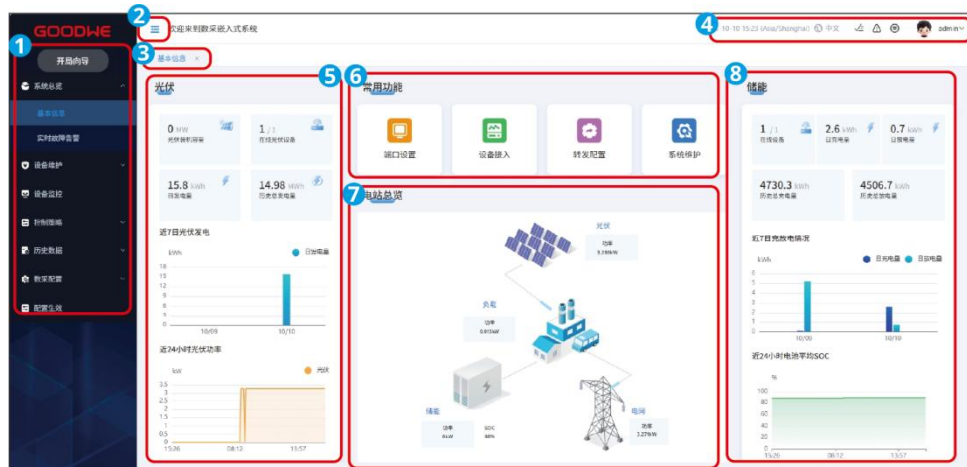 GOODWE
1
开局向导
系统总览
基本信息
实时故障告警
设备维护
设备监控
控制策略
历史数据
数采配置
配置生效
2
欢迎来到数采嵌入式系统
3
基本信息 ×
4
10-10 15:23 (Asia/Shanghai) 中文 admin
5
光伏
0 MW
光伏装机容量
1 / 1
在线光伏设备
15.8 kWh
日发电量
14.98 MWh
历史总发电量
近7日光伏发电
kWh
日发电量
18
15
12
9
6
3
0
10/09 10/10
近24小时光伏功率
kW
光伏
3.5
3
2.5
2
1.5
1
0.5
0
15:26 08:12 13:57
6
常用功能
端口设置
设备接入
转发配置
系统维护
7
电站总览
光伏
功率
负载
功率
储能
功率
SOC
88%
电网
功率
8
储能
1 / 1
在线设备
2.6 kWh
日充电量
0.7 kWh
日放电量
4730.3 kWh
历史总充电量
4506.7 kWh
历史总放电量
近7日充放电情况
kWh
日充电量
日放电量
6
5
4
3
2
1
0
10/09 10/10
近24小时电池平均SOC
%
100
80
60
40
20
0
15:26 08:12 13:57